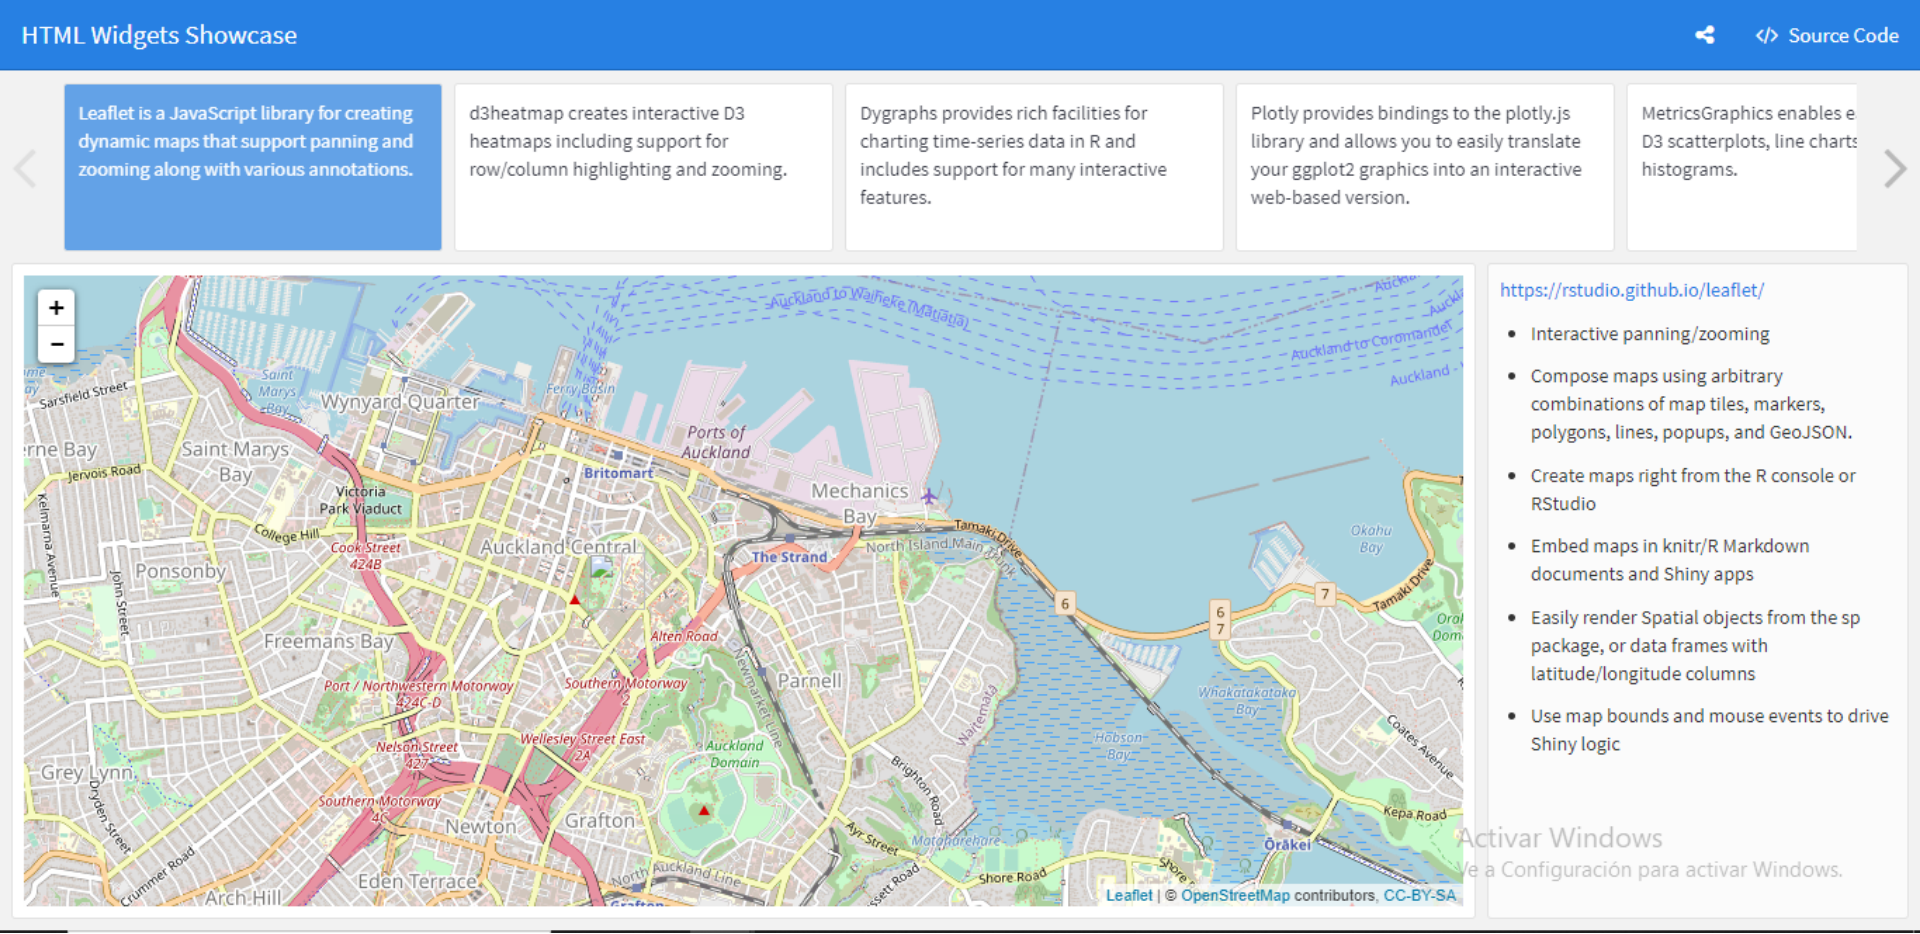 HTML Widgets Showcase
Source Code
Leaflet is a JavaScript library for creating
dynamic maps that support panning and
zooming along with various annotations.
d3heatmap creates interactive D3
heatmaps including support for
row/column highlighting and zooming.
Dygraphs provides rich facilities for
charting time-series data in R and
includes support for many interactive
features.
Plotly provides bindings to the plotly.js
library and allows you to easily translate
your ggplot2 graphics into an interactive
web-based version.
MetricsGraphics enables
D3 scatterplots, line charts
histograms.
+
−
Auckland to Waiheke (Matiatia)
Auckland to Coromandel
Auckland -
Sarsfield Street
Saint
Marys
Bay
Wynyard Quarter
Ferry Basin
Ports of
Auckland
erne Bay
Saint Marys
Bay
Jervois Road
Kelmarna Avenue
Victoria
Park Viaduct
Britomart
Mechanics
Bay
College Hill
Cook Street
424B
Auckland Central
The Strand
North Island Main Trunk
Tamaki Drive
Okahu
Bay
Tamaki Drive
Ponsonby
John Street
Freemans Bay
Alten Road
6
6
7
7
Port / Northwestern Motorway
424C-D
Southern Motorway
2
Newmarket Line
Parnell
Waitematā
Whakatakataka
Bay
Hobson
Bay
Coates Avenue
Nelson Street
427
Wellesley Street East
2A
Auckland
Domain
Grey Lynn
Dryden Street
Southern Motorway
4C
Newton
Grafton
Brighton Road
Ayr Street
Mataharehare
Kepa Road
Ōrākei
Crummer Road
Arch Hill
Eden Terrace
North Auckland Line
Grafton
Shore Road
Shore
Leaflet | © OpenStreetMap contributors, CC-BY-SA
https://rstudio.github.io/leaflet/
Interactive panning/zooming
Compose maps using arbitrary
combinations of map tiles, markers,
polygons, lines, popups, and GeoJSON.
Create maps right from the R console or
RStudio
Embed maps in knitr/R Markdown
documents and Shiny apps
Easily render Spatial objects from the sp
package, or data frames with
latitude/longitude columns
Use map bounds and mouse events to drive
Shiny logic
Activar Windows
Ve a Configuración para activar Windows.